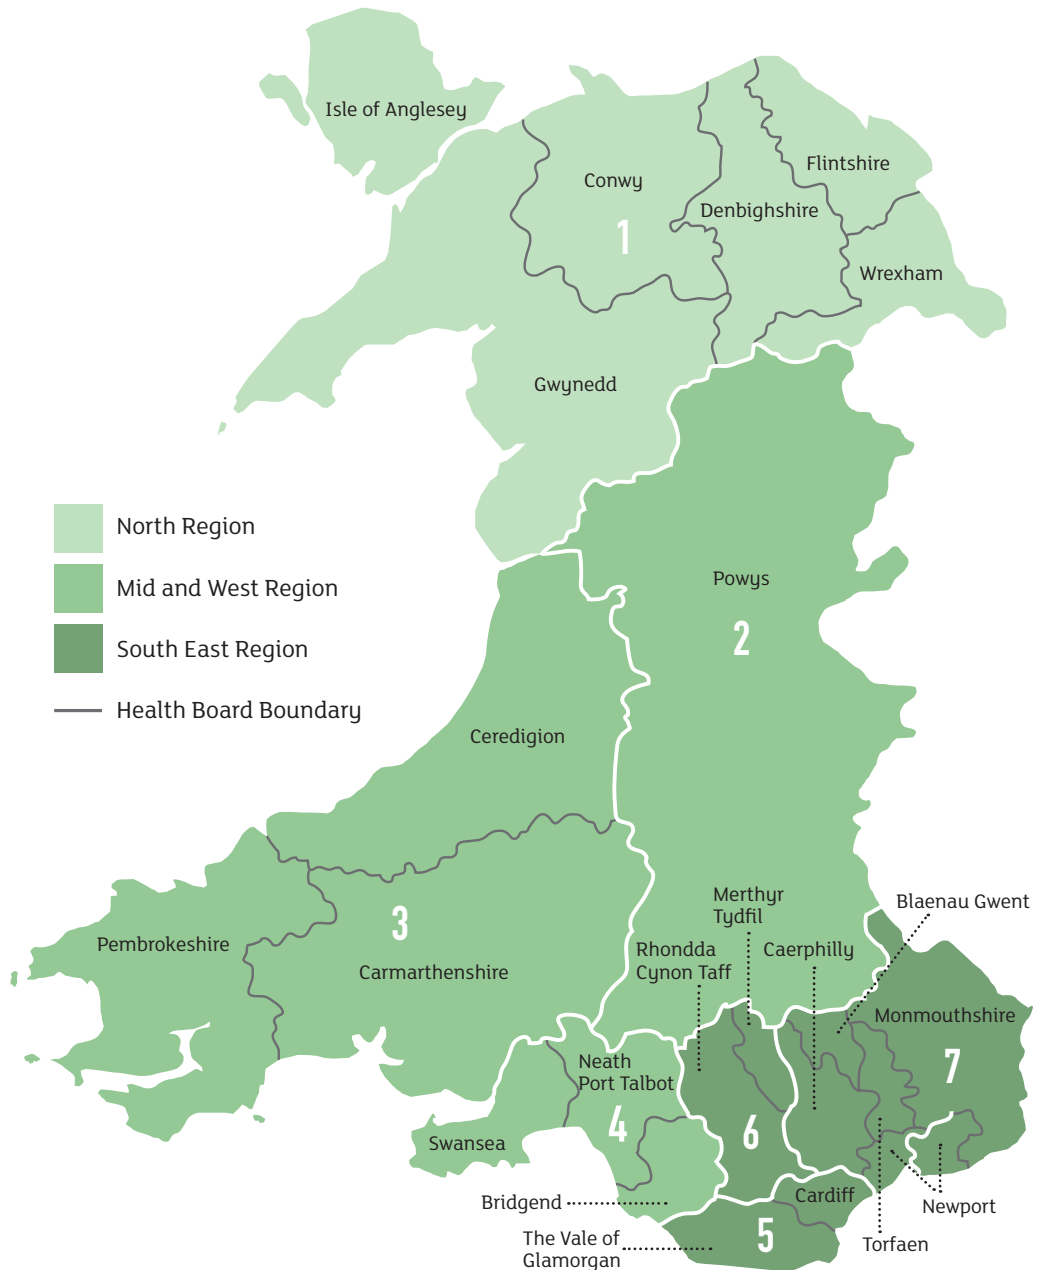 Isle of Anglesey
Conwy
1
Flintshire
Denbighshire
Wrexham
Gwynedd
North Region
Mid and West Region
South East Region
Health Board Boundary
Powys
2
Ceredigion
Merthyr
Tydfil
Blaenau Gwent
3
Pembrokeshire
Carmarthenshire
Rhondda
Cynon Taff
Caerphilly
Monmouthshire
7
Neath
Port Talbot
4
6
Swansea
Bridgend
Cardiff
Newport
The Vale of
Glamorgan
5
Torfaen